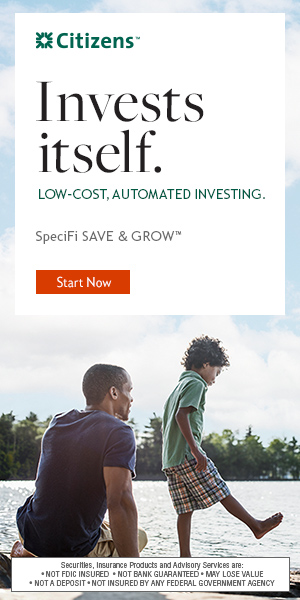 Citizens™
Invests
itself.
LOW-COST, AUTOMATED INVESTING.
SpeciFi SAVE & GROW™
Start Now
Securities, Insurance Products and Advisory Services are:
• NOT FDIC INSURED • NOT BANK GUARANTEED • MAY LOSE VALUE
• NOT A DEPOSIT • NOT INSURED BY ANY FEDERAL GOVERNMENT AGENCY